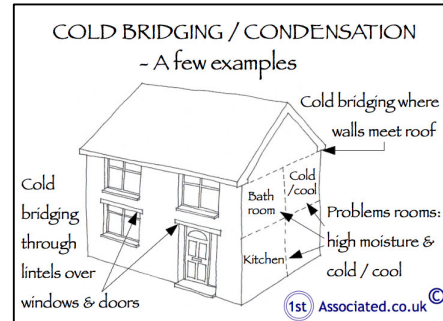 COLD BRIDGING / CONDENSATION
- A few examples
Cold bridging where
walls meet roof
Cold
/cool
Bath
room
Kitchen
Cold
bridging
through
lintels over
windows & doors
Problems rooms:
high moisture &
cold / cool
1st Associated.co.uk ©